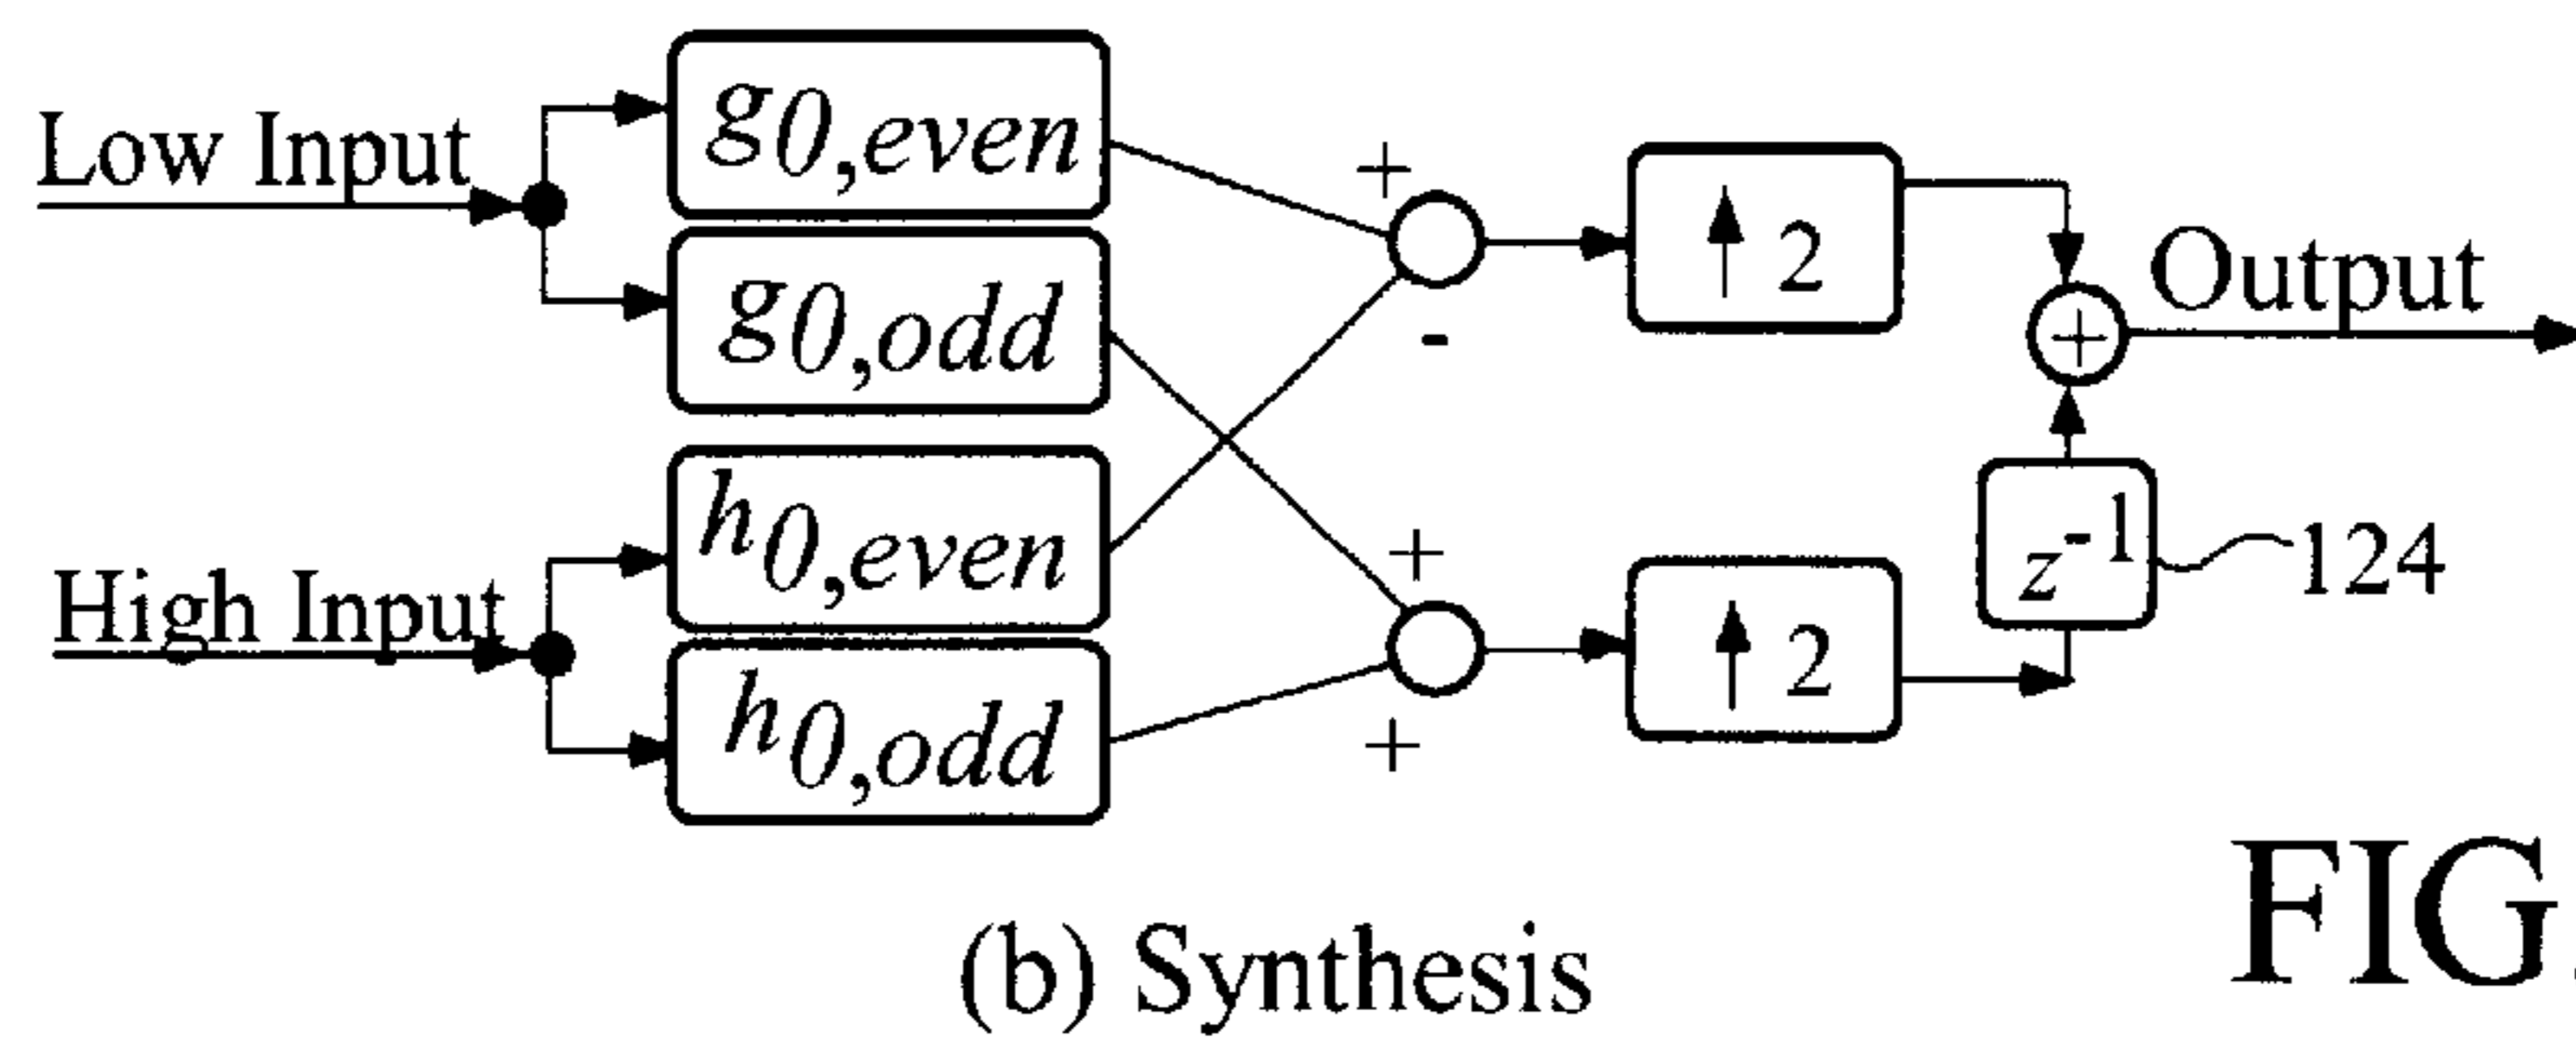 Low Input
g0,even
g0,odd
High Input
h0,even
h0,odd
+
-
+
+
↑ 2
↑ 2
+
Output
z-1
124
(b) Synthesis
FIG.